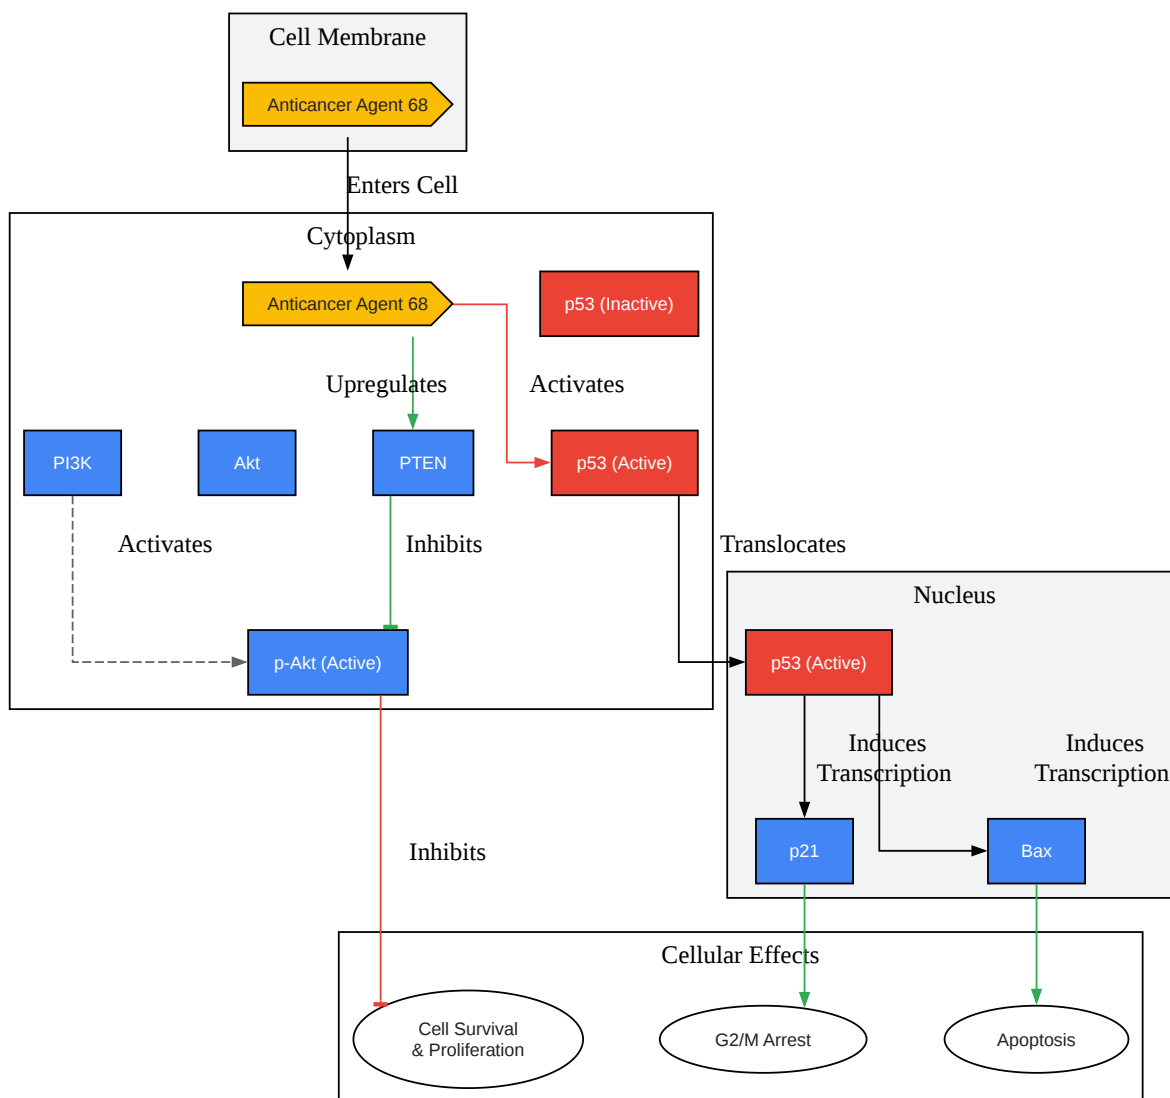 Cell Membrane
Anticancer Agent 68
Enters Cell
Cytoplasm
Anticancer Agent 68
p53 (Inactive)
Upregulates
Activates
PI3K
Akt
PTEN
p53 (Active)
Activates
Inhibits
Translocates
Nucleus
p-Akt (Active)
p53 (Active)
Induces
Transcription
Induces
Transcription
p21
Bax
Inhibits
Cellular Effects
Cell Survival
& Proliferation
G2/M Arrest
Apoptosis